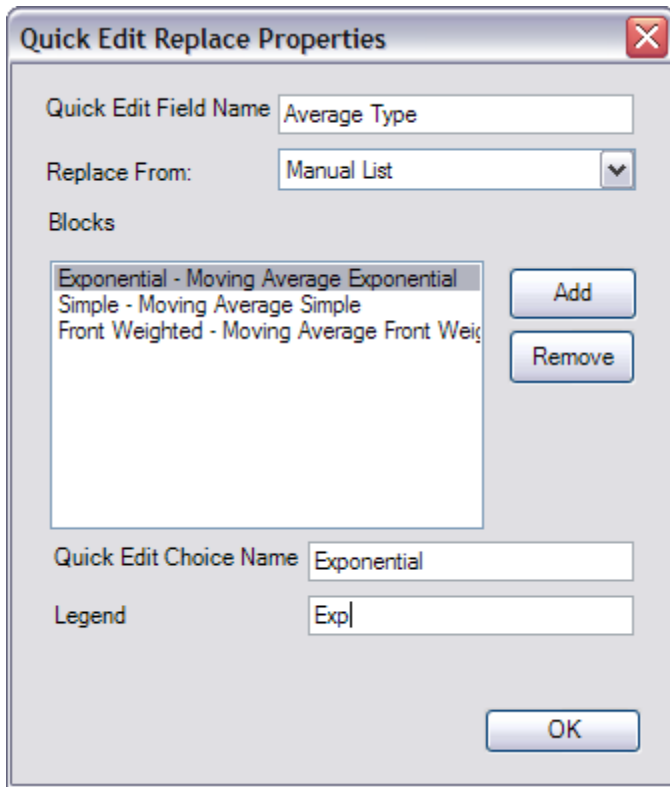 Quick Edit Replace Properties
Quick Edit Field Name Average Type
Replace From: Manual List
Blocks
Exponential - Moving Average Exponential
Simple - Moving Average Simple
Front Weighted - Moving Average Front Weig
Add
Remove
Quick Edit Choice Name Exponential
Legend Exp
OK